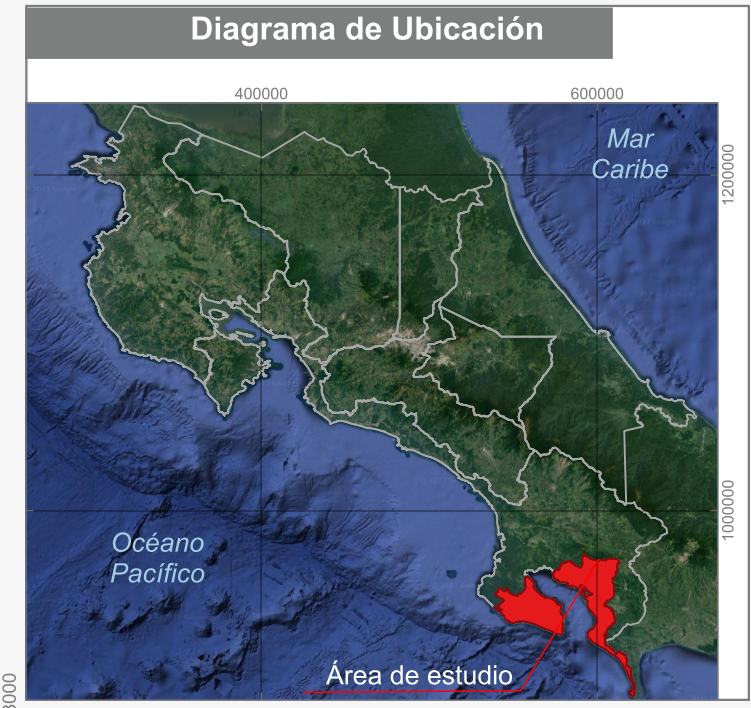 Diagrama de Ubicación
400000
600000
Mar
Caribe
1200000
Océano
Pacífico
1000000
Área de estudio